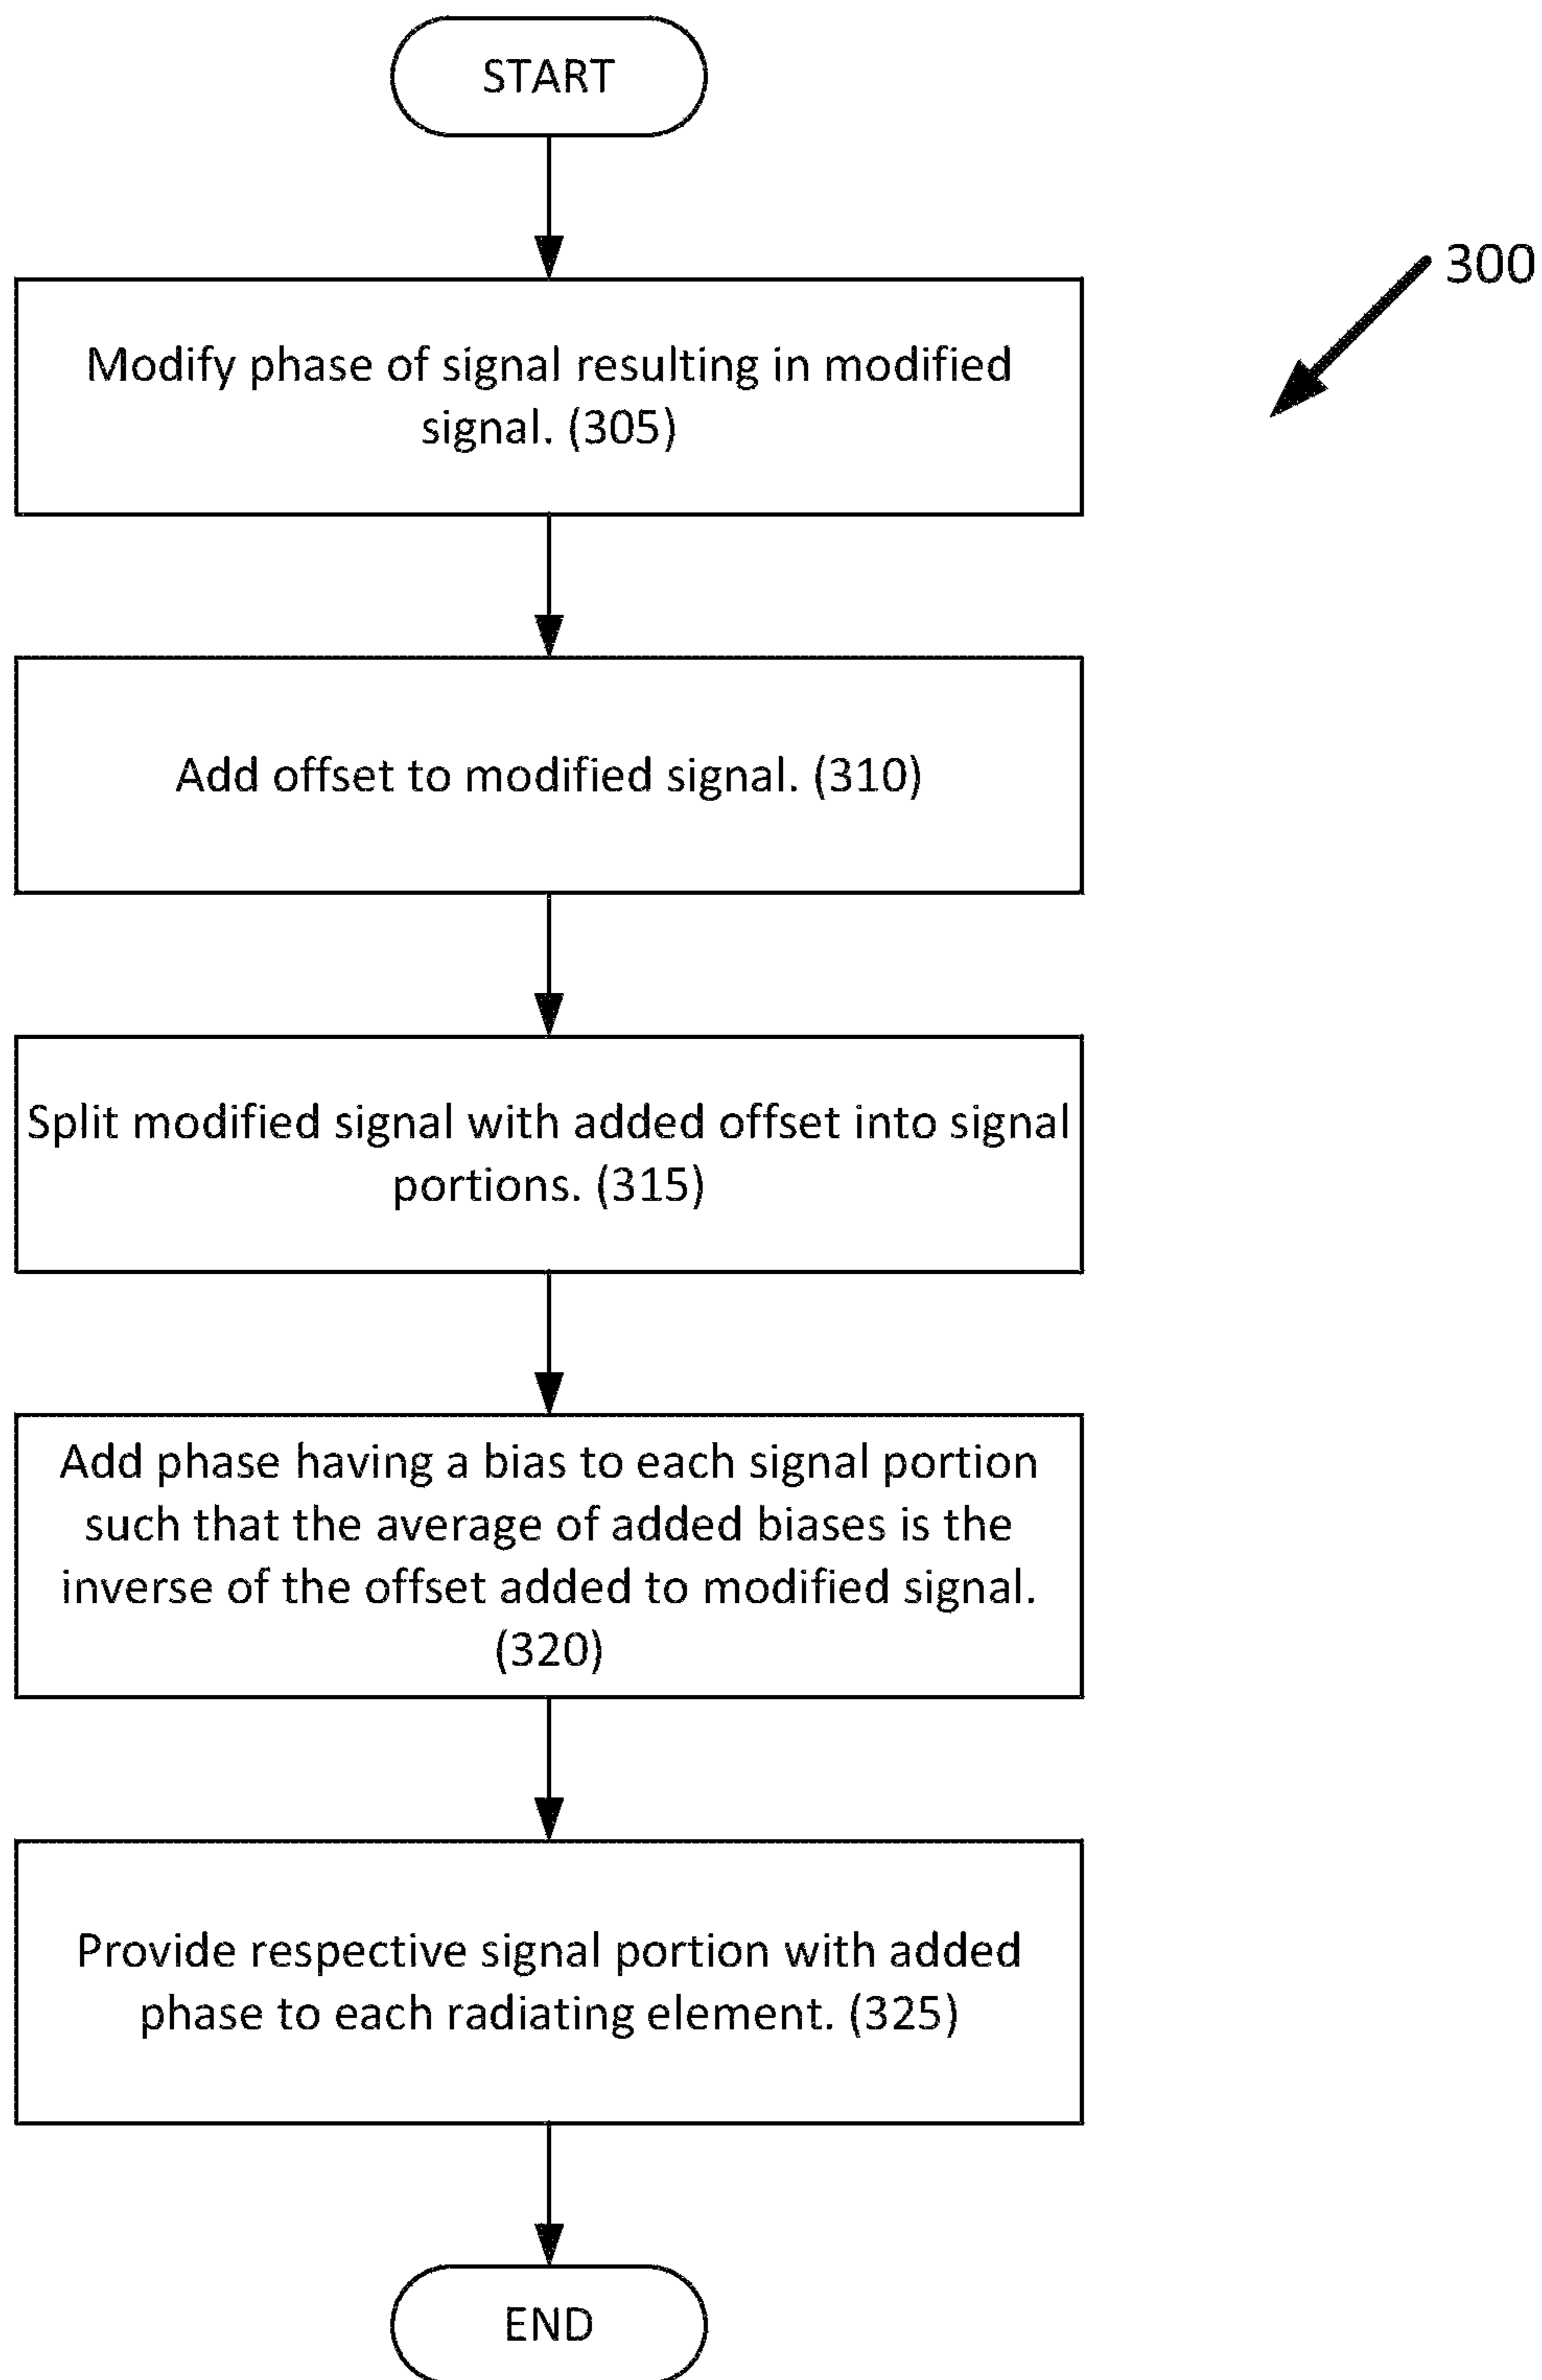 START
300
Modify phase of signal resulting in modified
signal. (305)
Add offset to modified signal. (310)
Split modified signal with added offset into signal
portions. (315)
Add phase having a bias to each signal portion
such that the average of added biases is the
inverse of the offset added to modified signal.
(320)
Provide respective signal portion with added
phase to each radiating element. (325)
END